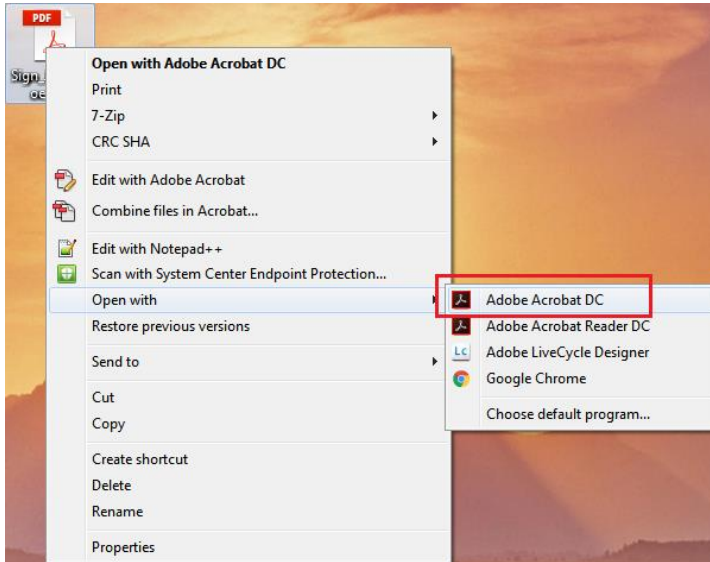 PDF
Sign_
oe
Open with Adobe Acrobat DC
Print
7-Zip
CRC SHA
Edit with Adobe Acrobat
Combine files in Acrobat...
Edit with Notepad++
Scan with System Center Endpoint Protection...
Open with
Restore previous versions
Send to
Cut
Copy
Create shortcut
Delete
Rename
Properties
Adobe Acrobat DC
Adobe Acrobat Reader DC
Lc
Adobe LiveCycle Designer
Google Chrome
Choose default program...